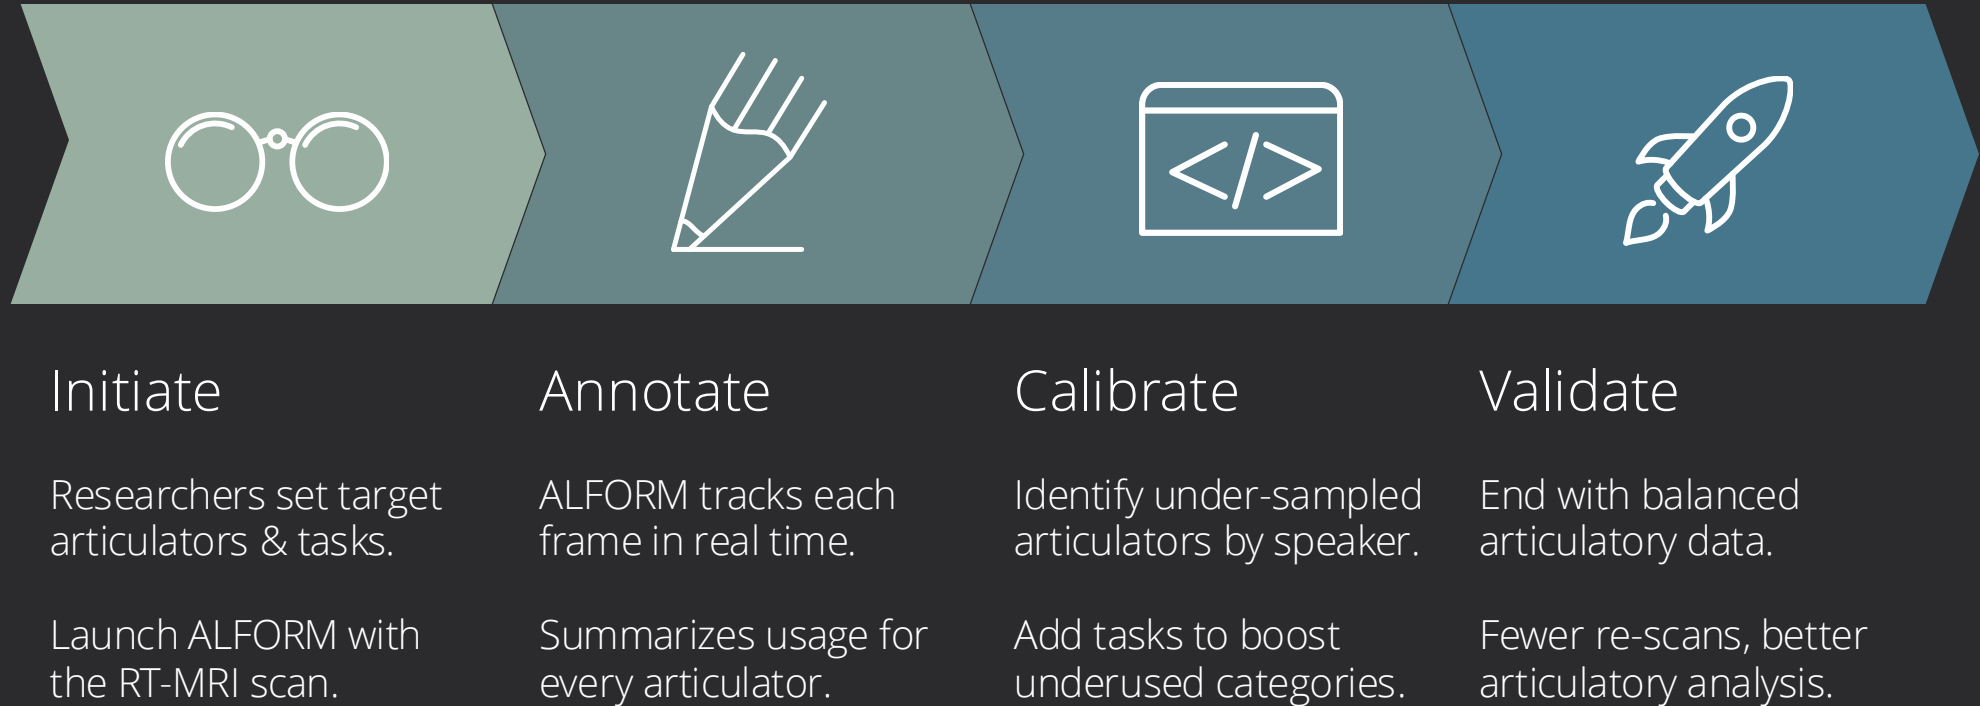 Initiate
Researchers set target
articulators & tasks.
Launch ALFORM with
the RT-MRI scan.
Annotate
ALFORM tracks each
frame in real time.
Summarizes usage for
every articulator.
</>
Calibrate
Identify under-sampled
articulators by speaker.
Add tasks to boost
underused categories.
Validate
End with balanced
articulatory data.
Fewer re-scans, better
articulatory analysis.